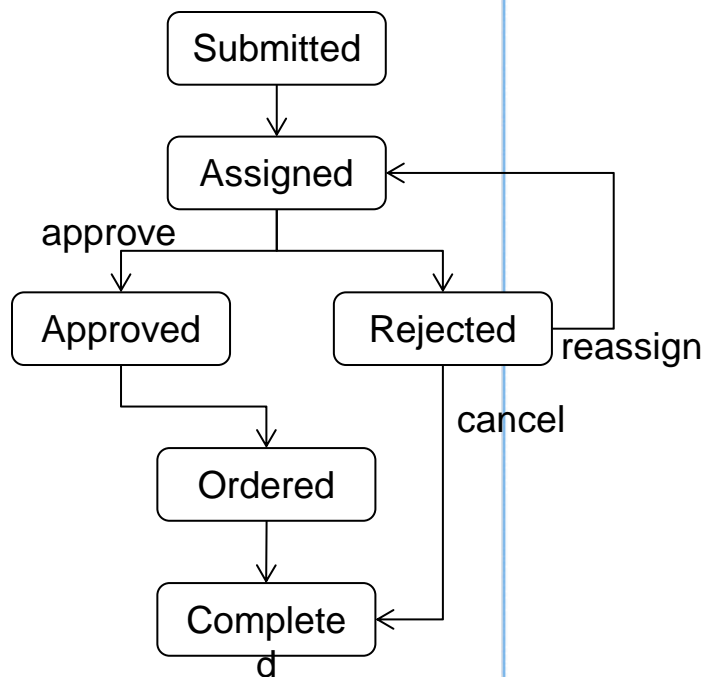 Submitted
Assigned
approve
Approved
Rejected
reassign
cancel
Ordered
Complete
d